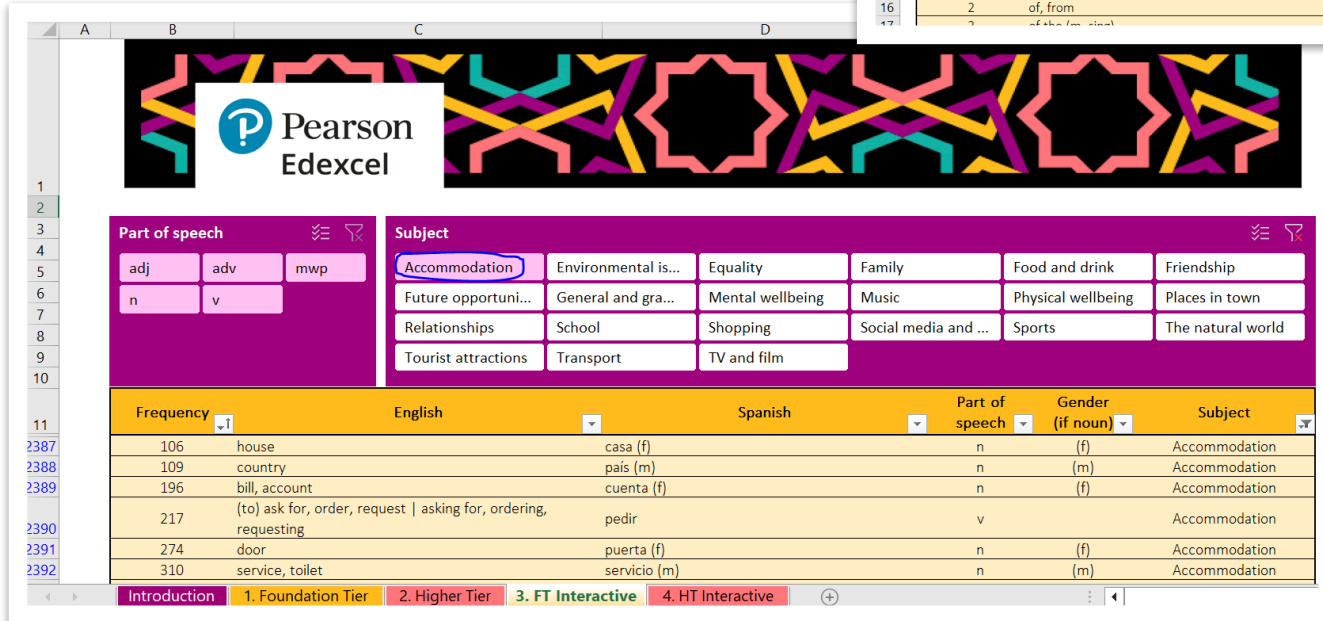 16 2 of, from
17 2 of the (m, sing)
A B C D
Pearson
Edexcel
1
2
3 Part of speech Subject
4
5 adj adv mwp Accommodation Environmental is... Equality Family Food and drink Friendship
6 n v Future opportuni... General and gra... Mental wellbeing Music Physical wellbeing Places in town
7
8 Relationships School Shopping Social media and ... Sports The natural world
9 Tourist attractions Transport TV and film
10
11 Frequency English Spanish Part of speech Gender (if noun) Subject
2387 106 house casa (f) n (f) Accommodation
2388 109 country país (m) n (m) Accommodation
2389 196 bill, account cuenta (f) n (f) Accommodation
2390 217 (to) ask for, order, request | asking for, ordering, requesting pedir v Accommodation
2391 274 door puerta (f) n (f) Accommodation
2392 310 service, toilet servicio (m) n (m) Accommodation
Introduction 1. Foundation Tier 2. Higher Tier 3. FT Interactive 4. HT Interactive